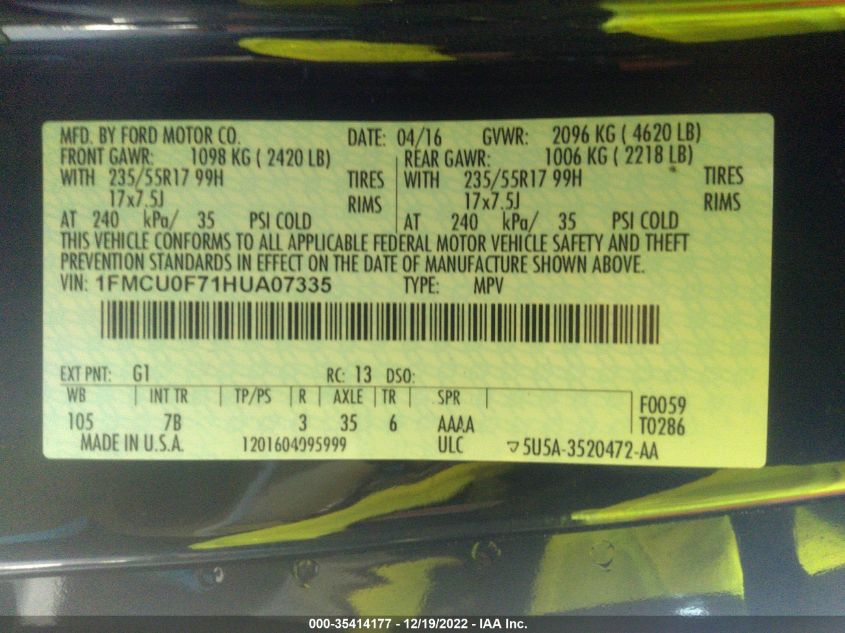 MFD. BY FORD MOTOR CO. DATE: 04/16 GVWR: 2096 KG ( 4620 LB)
FRONT GAWR: 1098 KG ( 2420 LB) REAR GAWR: 1006 KG ( 2218 LB)
WITH 235/55R17 99H TIRES WITH 235/55R17 99H TIRES
17x7.5J RIMS 17x7.5J RIMS
AT 240 kPa/ 35 PSI COLD AT 240 kPa/ 35 PSI COLD
THIS VEHICLE CONFORMS TO ALL APPLICABLE FEDERAL MOTOR VEHICLE SAFETY AND THEFT
PREVENTION STANDARDS IN EFFECT ON THE DATE OF MANUFACTURE SHOWN ABOVE.
VIN: 1FMCU0F71HUA07335 TYPE: MPV
EXT PNT: G1 RC: 13 DSO:
WB INT TR TP/PS R AXLE TR SPR F0059
105 7B 3 35 6 AAAA T0286
MADE IN U.S.A. 1201604095999 ULC 5U5A-3520472-AA
000-35414177 - 12/19/2022 - IAA Inc.